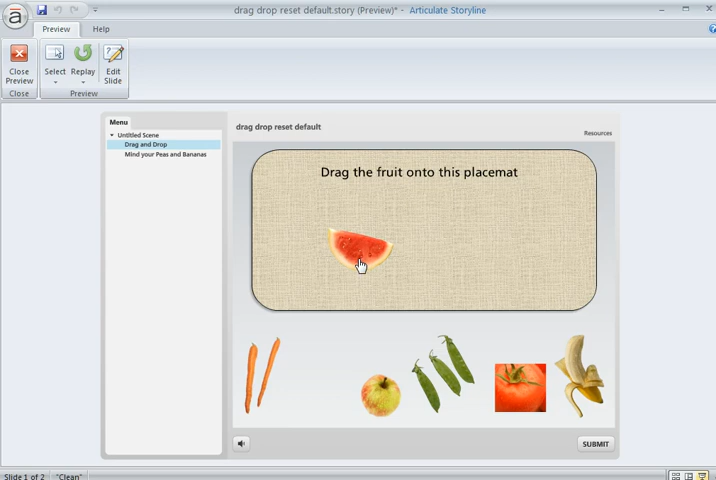 drag drop reset default.story (Preview)* - Articulate Storyline
Preview
Help
Close Preview
Select
Replay
Edit Slide
Close
Preview
Menu
Untitled Scene
Drag and Drop
Mind your Peas and Bananas
drag drop reset default
Resources
Drag the fruit onto this placemat
SUBMIT
Slide 1 of 2
"Clean"